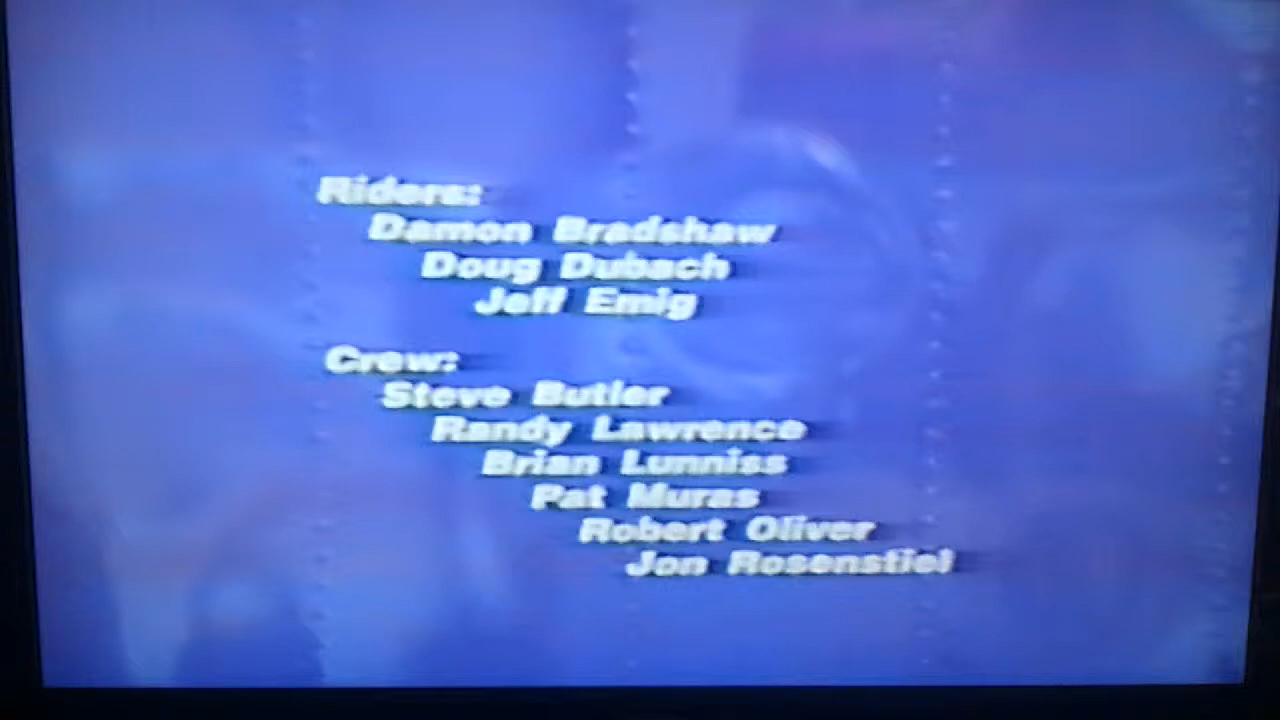 Riders:
Damon Bradshaw
Doug Dubach
Jeff Emig
Crew:
Steve Butler
Randy Lawrence
Brian Lunniss
Pat Muras
Robert Oliver
Jon Rosenstiel